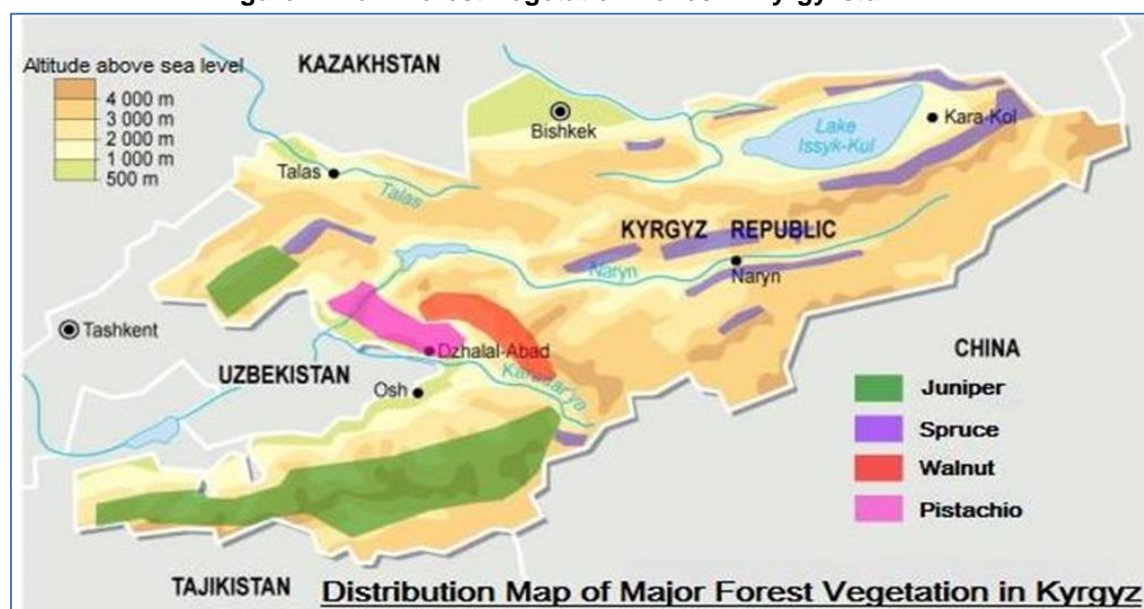 KAZAKHSTAN
Altitude above sea level
4 000 m
3 000 m
2 000 m
1 000 m
500 m
Bishkek
Lake
Issyk-Kul
Kara-Kol
Talas
Talas
KYRGYZ REPUBLIC
Naryn
Naryn
Tashkent
Dzhalal-Abad
UZBEKISTAN
Osh
CHINA
Juniper
Spruce
Walnut
Pistachio
TAJIKISTAN
Distribution Map of Major Forest Vegetation in Kyrgyz